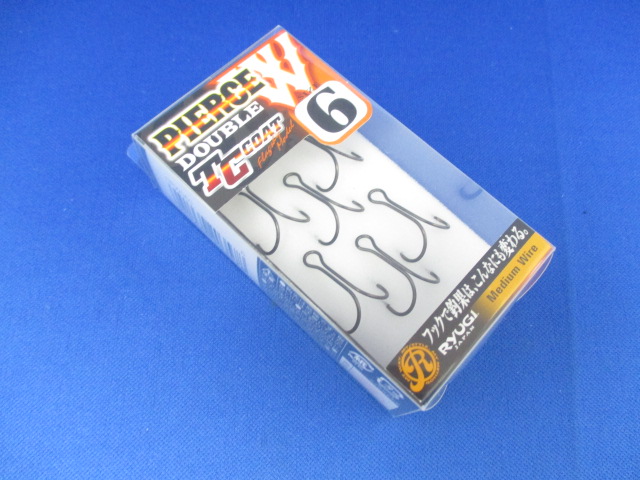 PIERCE W
DOUBLE
TC COAT
6
フックで釣果は、こんなにも変わる。
RYUGI
JAPAN
Medium Wire
R